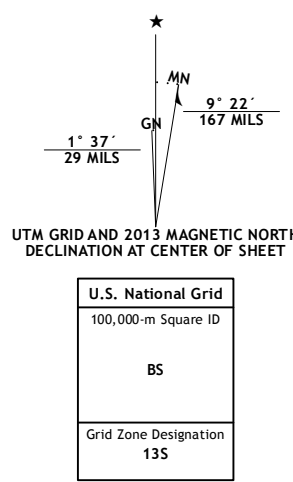 ★
MN
GN
9° 22´
167 MILS
1° 37´
29 MILS
UTM GRID AND 2013 MAGNETIC NORTH
DECLINATION AT CENTER OF SHEET
U.S. National Grid
100,000-m Square ID
BS
Grid Zone Designation
13S